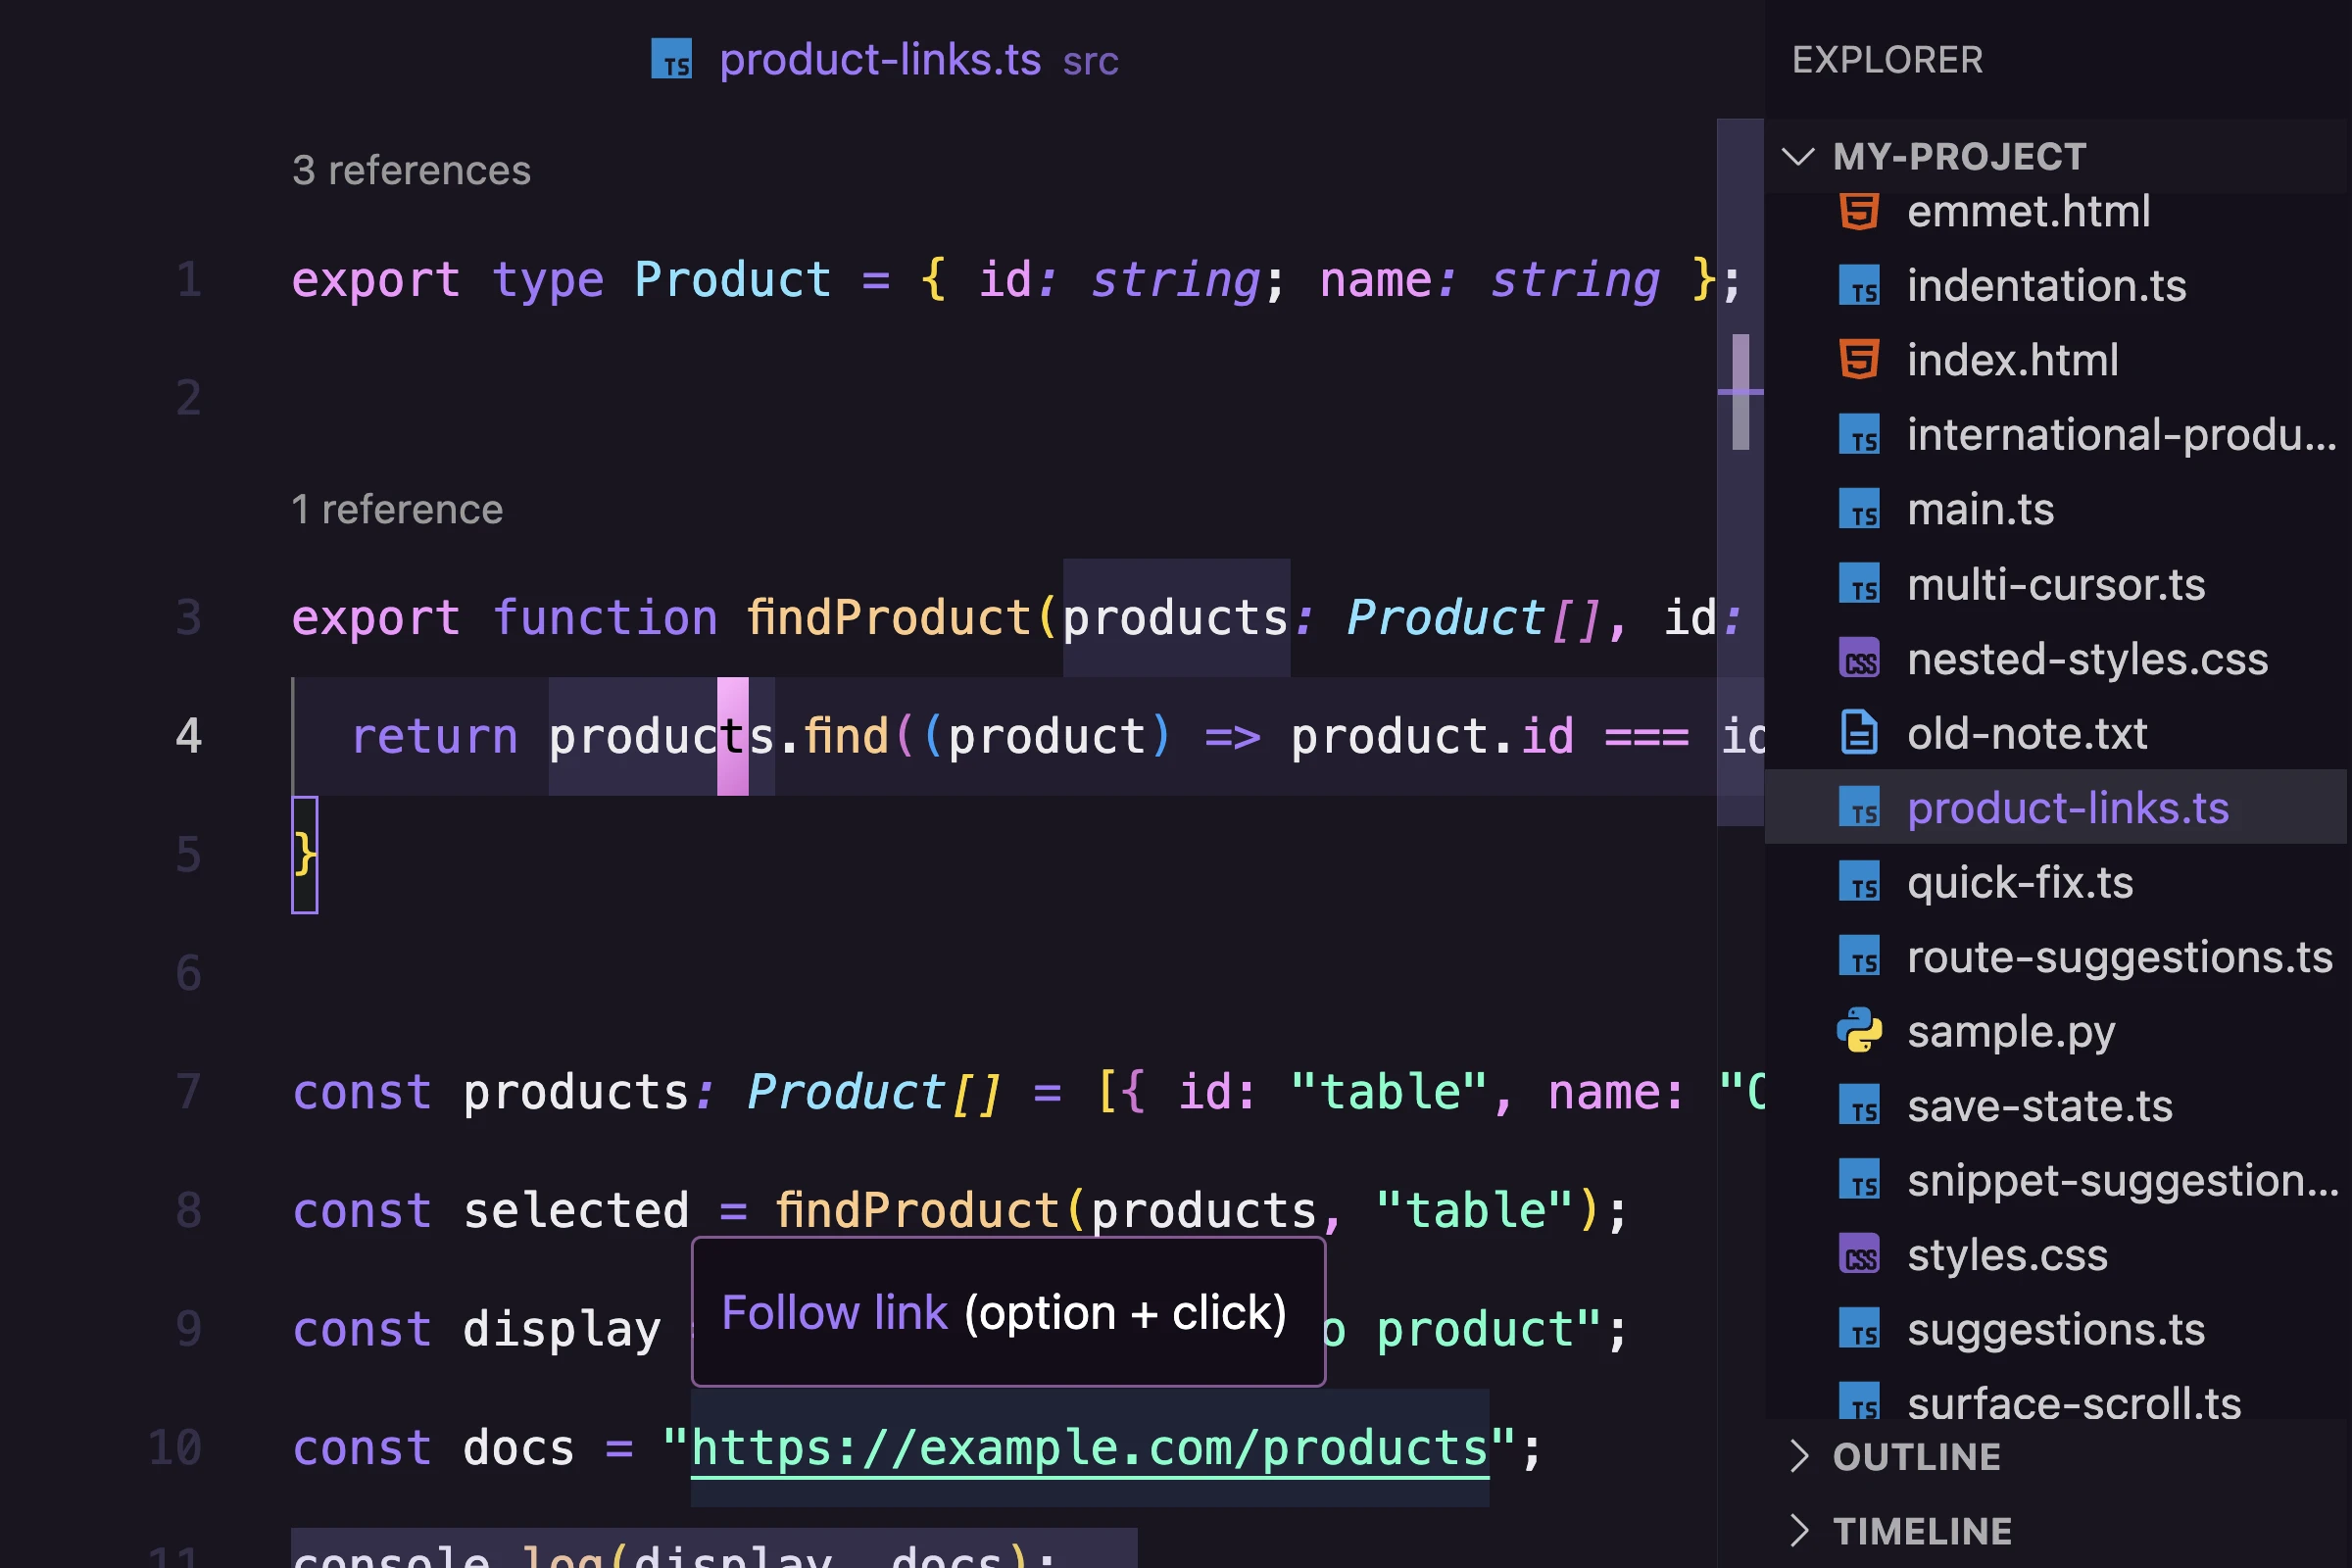 product-links.ts src
3 references
1 export type Product = { id: string; name: string };
2
1 reference
3 export function findProduct(products: Product[], id:
4 return products.find((product) => product.id === id
5 }
6
7 const products: Product[] = [{ id: "table", name: "
8 const selected = findProduct(products, "table");
Follow link (option + click)
9 const display o product";
10 const docs = "https://example.com/products";
11 console.log(display, docs);
EXPLORER
MY-PROJECT
emmet.html
indentation.ts
index.html
international-produ...
main.ts
multi-cursor.ts
nested-styles.css
old-note.txt
product-links.ts
quick-fix.ts
route-suggestions.ts
sample.py
save-state.ts
snippet-suggestion...
styles.css
suggestions.ts
surface-scroll.ts
OUTLINE
TIMELINE